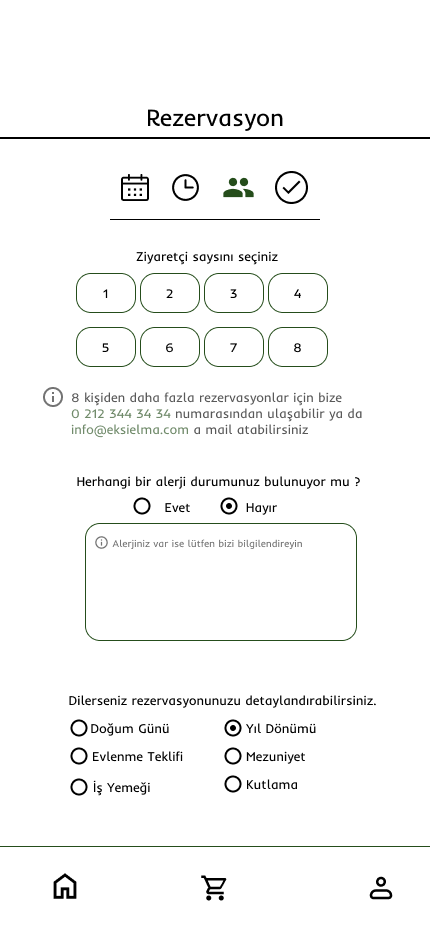 Rezervasyon
Ziyaretçi saysını seçiniz
1 2 3 4
5 6 7 8
8 kişiden daha fazla rezervasyonlar için bize
0 212 344 34 34 numarasından ulaşabilir ya da
info@eksielma.com a mail atabilirsiniz
Herhangi bir alerji durumunuz bulunuyor mu ?
Evet Hayır
Alerjiniz var ise lütfen bizi bilgilendireyin
Dilerseniz rezervasyonunuzu detaylandırabilirsiniz.
Doğum Günü Yıl Dönümü
Evlenme Teklifi Mezuniyet
İş Yemeği Kutlama